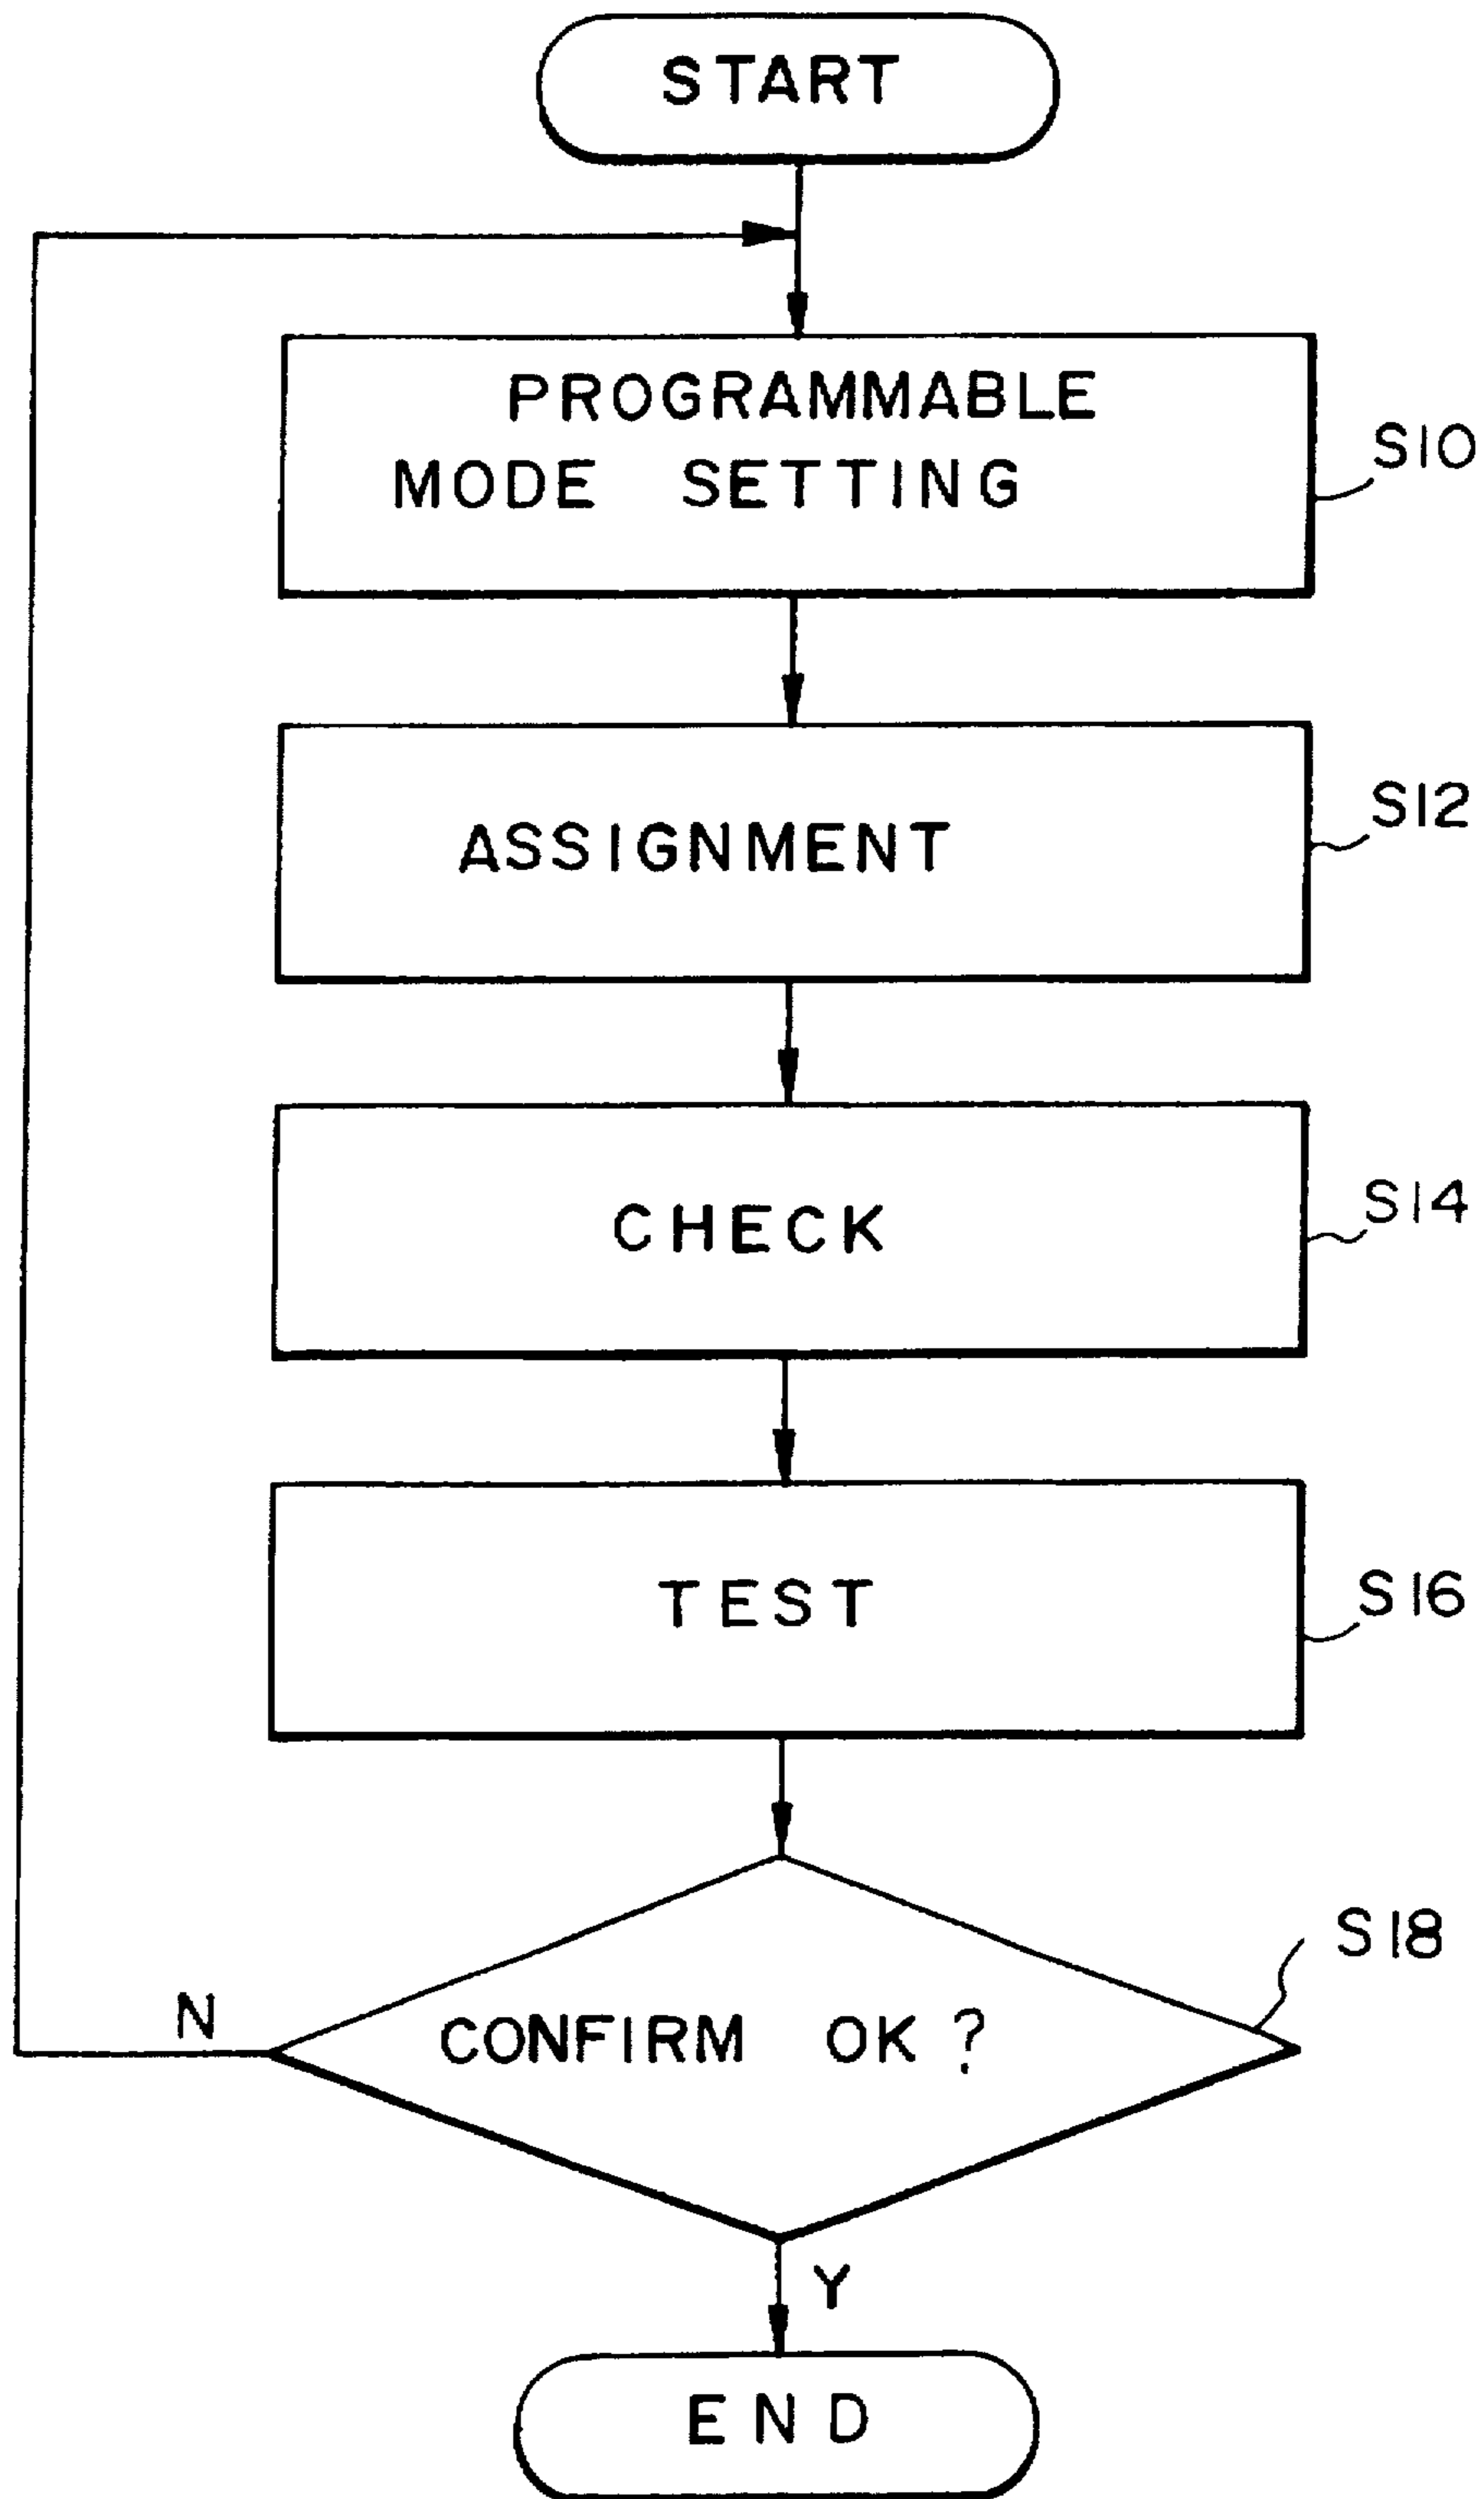 START
PROGRAMMABLE
MODE SETTING
S10
ASSIGNMENT
S12
CHECK
S14
TEST
S16
S18
N
CONFIRM OK ?
Y
END